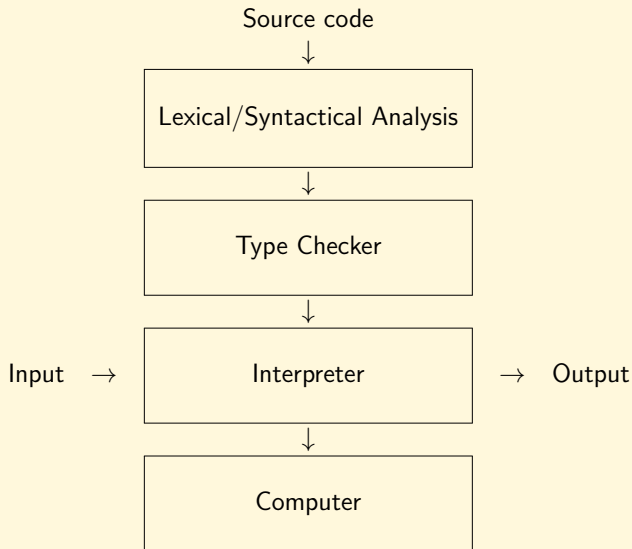 Source code
↓
Lexical/Syntactical Analysis
↓
Type Checker
↓
Input → Interpreter → Output
↓
Computer